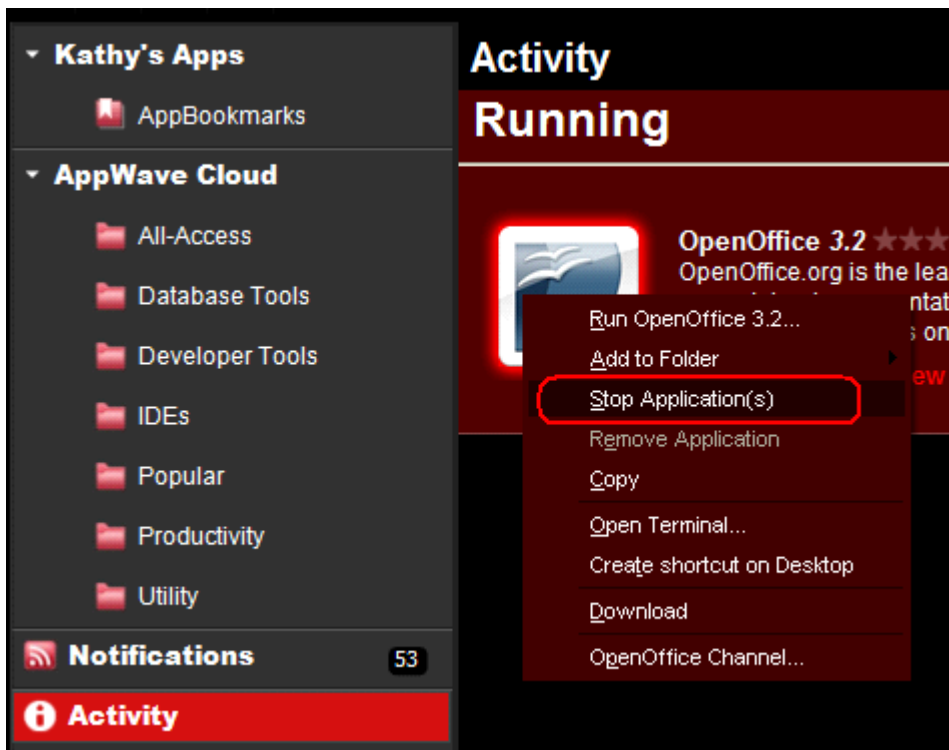 Kathy's Apps
AppBookmarks
AppWave Cloud
All-Access
Database Tools
Developer Tools
IDEs
Popular
Productivity
Utility
Notifications 53
Activity
Activity
Running
OpenOffice 3.2
OpenOffice.org is the
Run OpenOffice 3.2...
Add to Folder
Stop Application(s)
Remove Application
Copy
Open Terminal...
Create shortcut on Desktop
Download
OpenOffice Channel...